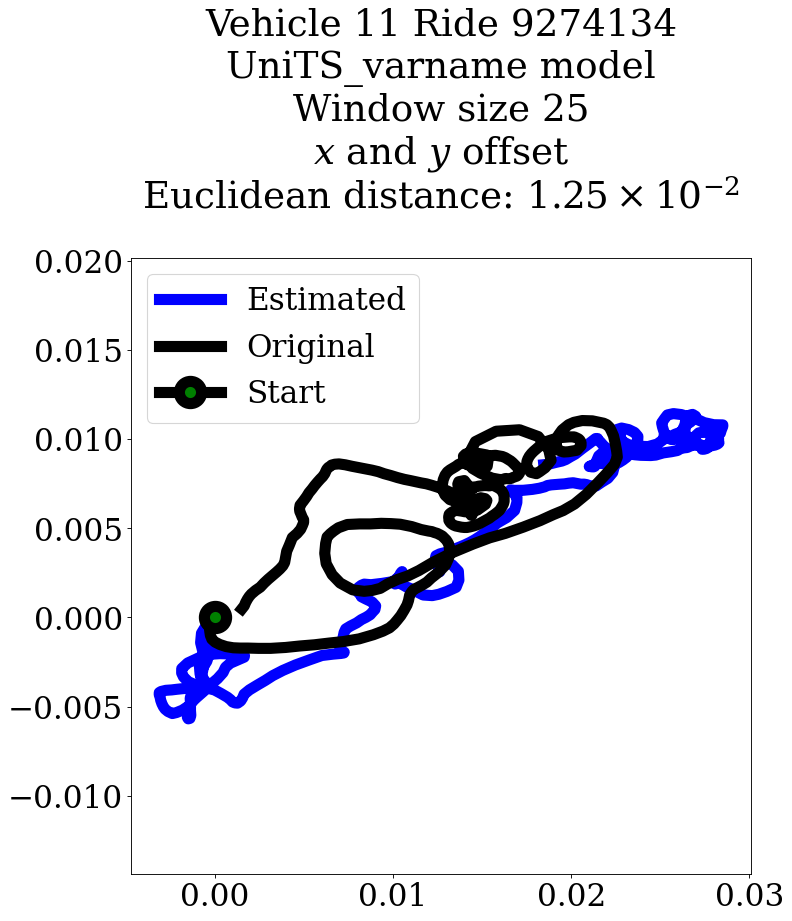 Vehicle 11 Ride 9274134
UniTS_varname model
Window size 25
x and y offset
Euclidean distance: 1.25 × 10⁻²
0.020
0.015
0.010
0.005
0.000
−0.005
−0.010
Estimated
Original
Start
0.00 0.01 0.02 0.03